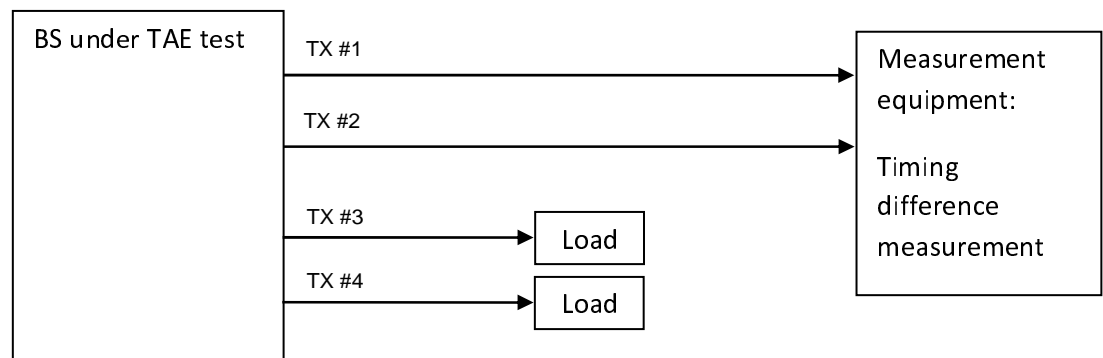 BS under TAE test
TX #1
TX #2
TX #3
Load
TX #4
Load
Measurement
equipment:
Timing
difference
measurement